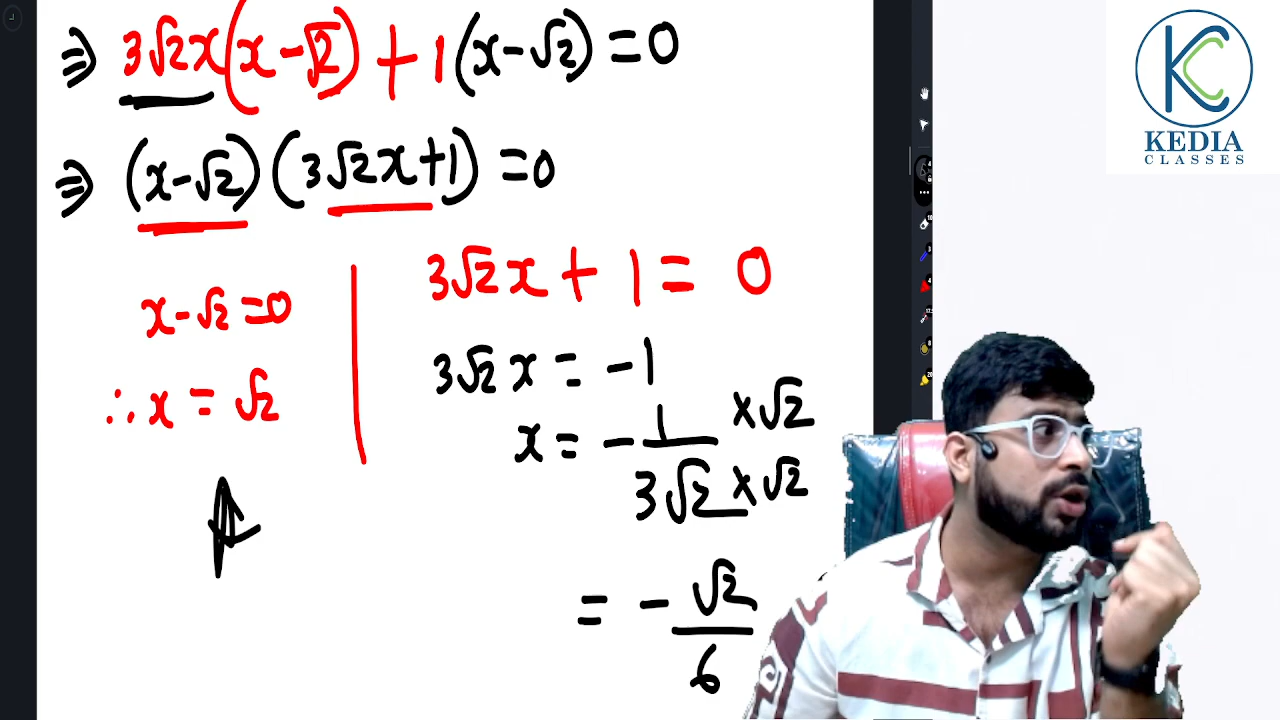 ⇒ 3√2x(x-√2) + 1(x-√2) = 0
⇒ (x-√2)(3√2x+1) = 0
x-√2=0
∴ x = √2
3√2x + 1 = 0
3√2x = -1
x = -1/3√2 ×√2/×√2
= -√2/6
KC
KEDIA
CLASSES